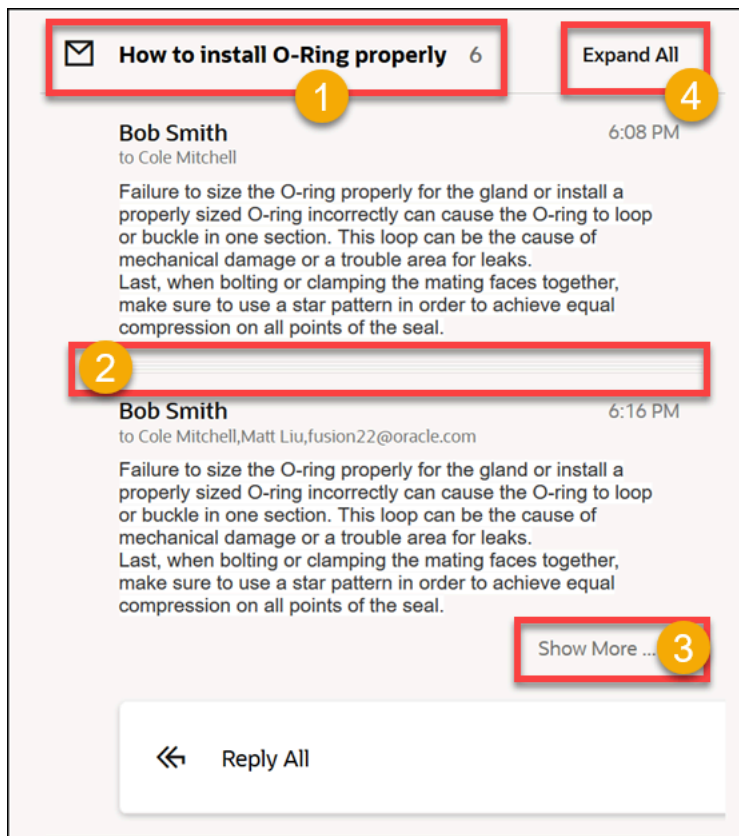 How to install O-Ring properly 6 Expand All
1
4
Bob Smith 6:08 PM
to Cole Mitchell
Failure to size the O-ring properly for the gland or install a
properly sized O-ring incorrectly can cause the O-ring to loop
or buckle in one section. This loop can be the cause of
mechanical damage or a trouble area for leaks.
Last, when bolting or clamping the mating faces together,
make sure to use a star pattern in order to achieve equal
compression on all points of the seal.
2
Bob Smith 6:16 PM
to Cole Mitchell,Matt Liu,fusion22@oracle.com
Failure to size the O-ring properly for the gland or install a
properly sized O-ring incorrectly can cause the O-ring to loop
or buckle in one section. This loop can be the cause of
mechanical damage or a trouble area for leaks.
Last, when bolting or clamping the mating faces together,
make sure to use a star pattern in order to achieve equal
compression on all points of the seal.
Show More ... 3
Reply All